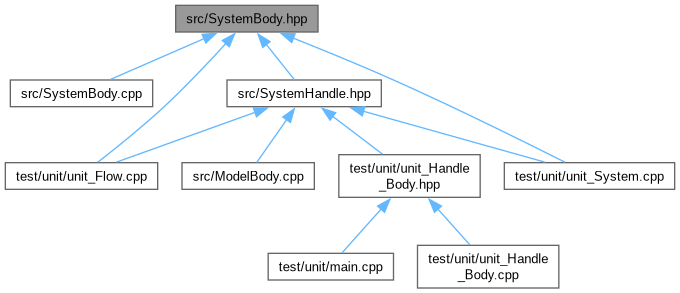 src/SystemBody.hpp
src/SystemBody.cpp
src/SystemHandle.hpp
test/unit/unit_Flow.cpp
src/ModelBody.cpp
test/unit/unit_Handle
_Body.hpp
test/unit/unit_System.cpp
test/unit/main.cpp
test/unit/unit_Handle
_Body.cpp